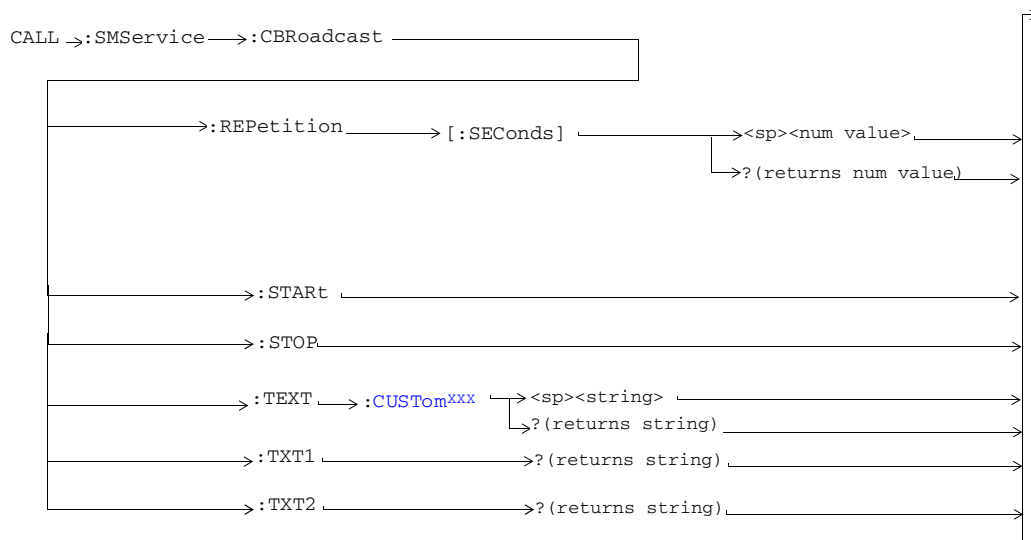 CALL :SMService :CBRoadcast
:REPetition [:SEConds] <sp><num value>
?(returns num value)
:STARt
:STOP
:TEXT :CUSTomxxx <sp><string>
?(returns string)
:TXT1 ?(returns string)
:TXT2 ?(returns string)